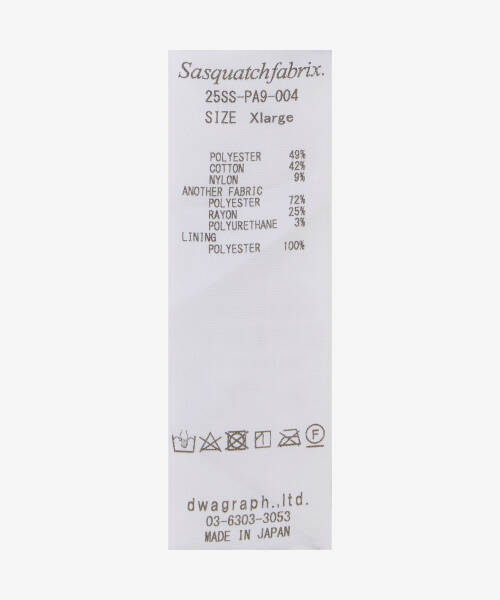 Sasquatchfabrix.
25SS-PA9-004
SIZE Xlarge
POLYESTER 49%
COTTON 42%
NYLON 9%
ANOTHER FABRIC
POLYESTER 72%
RAYON 25%
POLYURETHANE 3%
LINING
POLYESTER 100%
F
dwagraph.,ltd.
03-6303-3053
MADE IN JAPAN